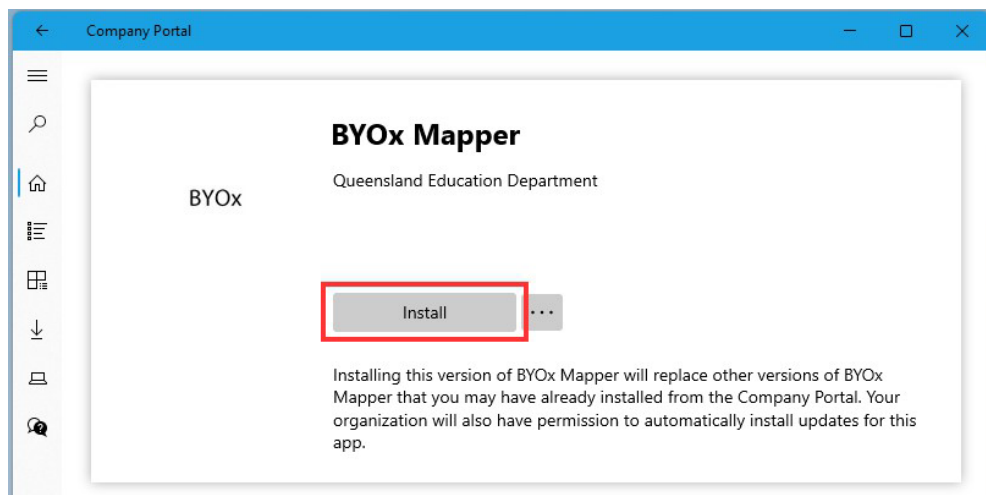 Company Portal
BYOx Mapper
Queensland Education Department
BYOx
Install
...
Installing this version of BYOx Mapper will replace other versions of BYOx
Mapper that you may have already installed from the Company Portal. Your
organization will also have permission to automatically install updates for this
app.